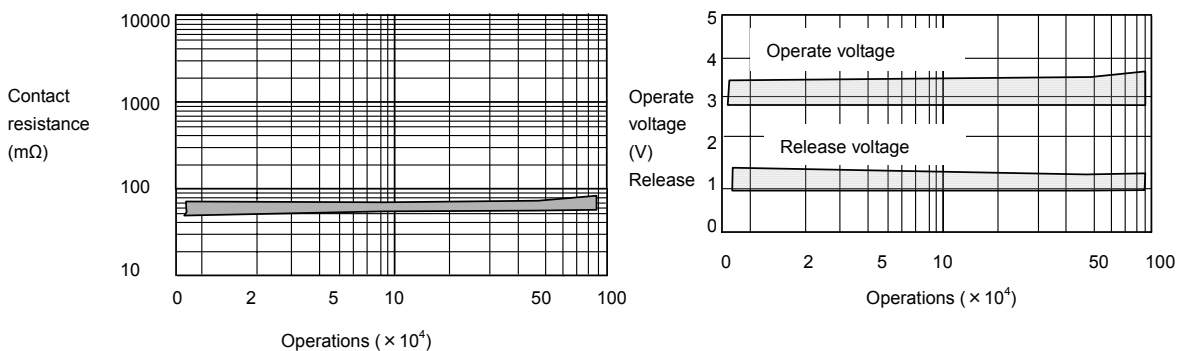 10000
1000
100
10
Contact
resistance
(mΩ)
0 2 5 10 50 100
Operations ( × 10⁴)
5
4
3
2
1
0
Operate
voltage
(V)
Release
Operate voltage
Release voltage
0 2 5 10 50 100
Operations ( × 10⁴)